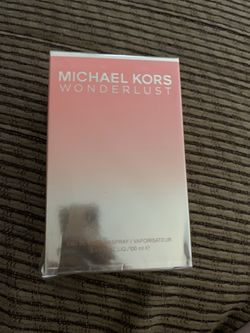 MICHAEL KORS
WONDERLUST
SPRAY / VAPORISATEUR
100 ml ℮